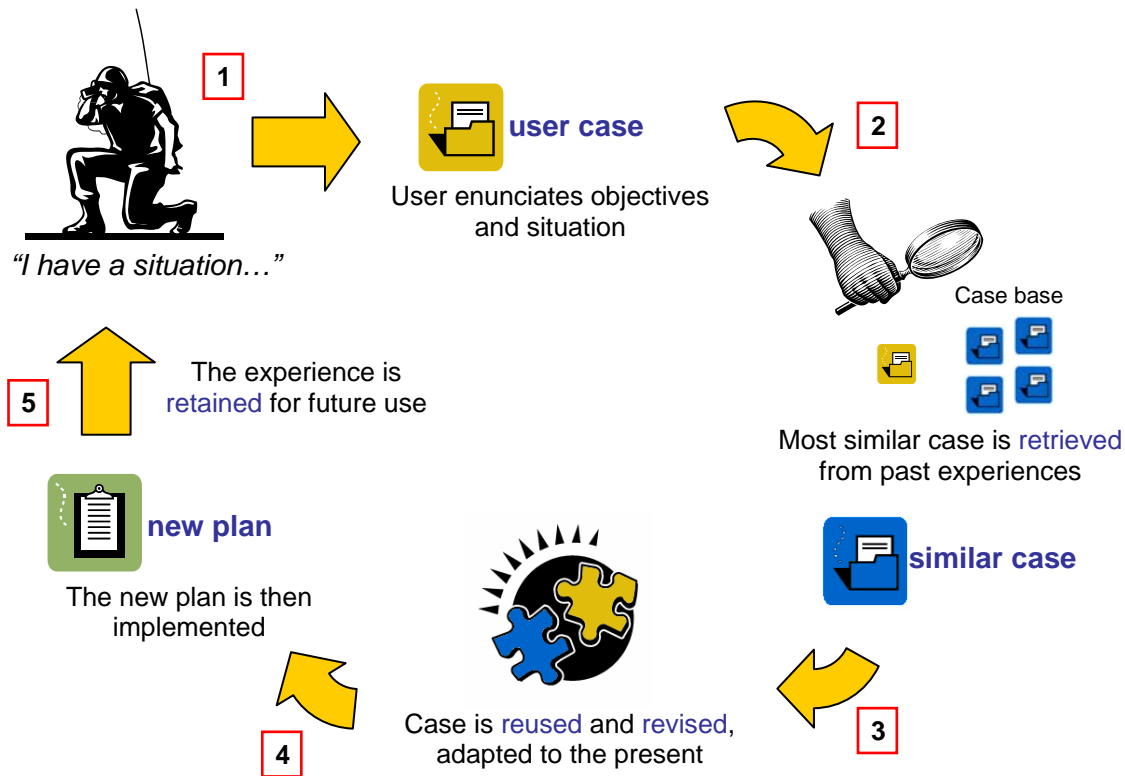 1
“I have a situation…”
user case
User enunciates objectives
and situation
2
Case base
Most similar case is retrieved
from past experiences
similar case
3
Case is reused and revised,
adapted to the present
4
new plan
The new plan is then
implemented
5
The experience is
retained for future use